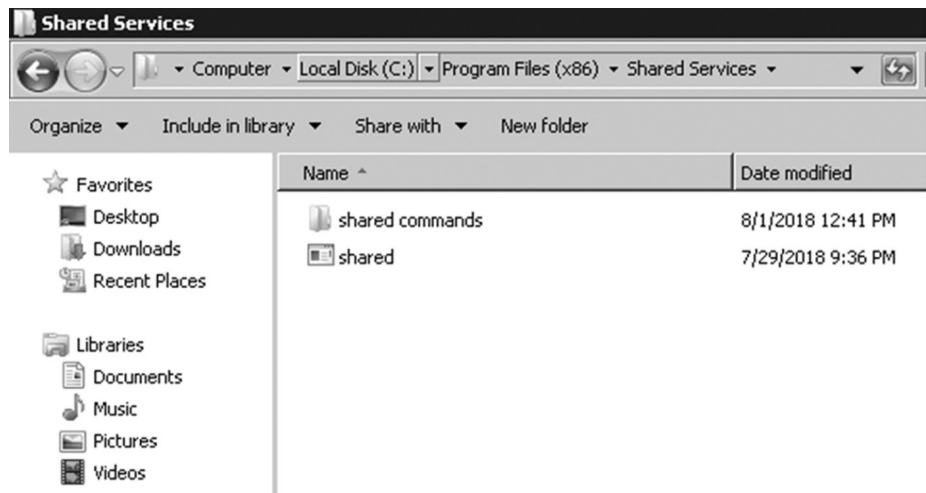 Shared Services
Computer Local Disk (C:) Program Files (x86) Shared Services
Organize Include in library Share with New folder
Favorites
Desktop
Downloads
Recent Places
Libraries
Documents
Music
Pictures
Videos
Name Date modified
shared commands 8/1/2018 12:41 PM
shared 7/29/2018 9:36 PM